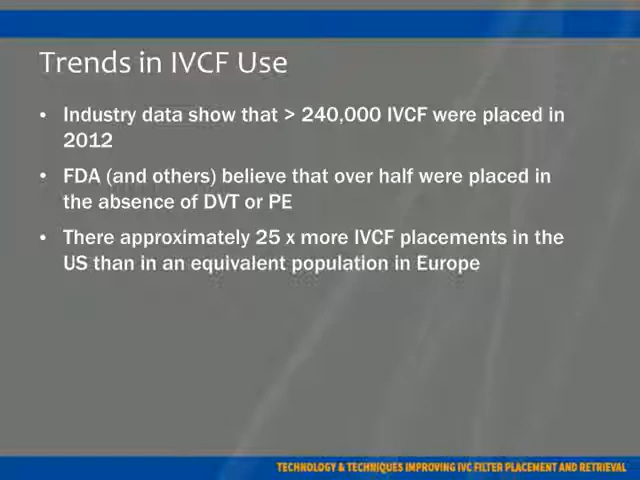 Trends in IVCF Use
• Industry data show that > 240,000 IVCF were placed in
2012
• FDA (and others) believe that over half were placed in
the absence of DVT or PE
• There approximately 25 x more IVCF placements in the
US than in an equivalent population in Europe
TECHNOLOGY & TECHNIQUES IMPROVING IVC FILTER PLACEMENT AND RETRIEVAL